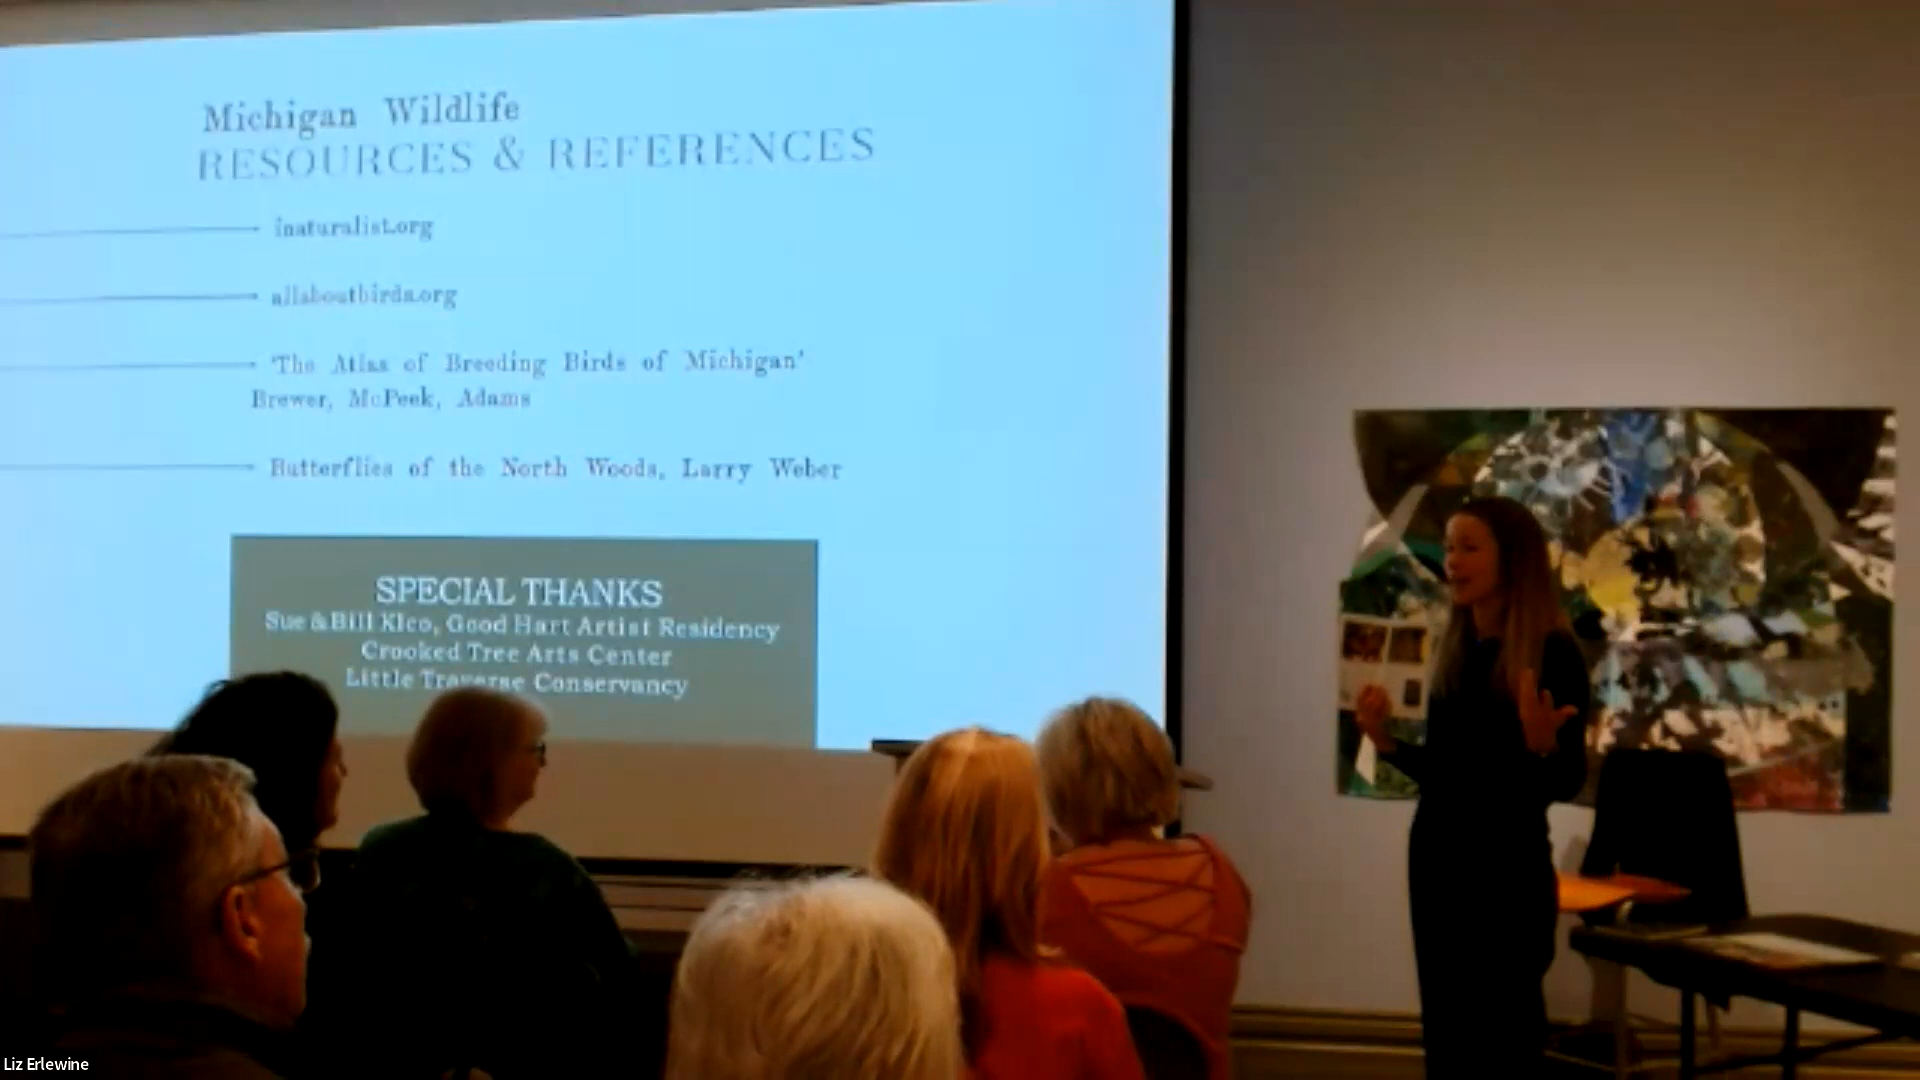 Michigan Wildlife
RESOURCES & REFERENCES
inaturalist.org
allaboutbirds.org
'The Atlas of Breeding Birds of Michigan'
Brewer, McPeek, Adams
Butterflies of the North Woods, Larry Weber
SPECIAL THANKS
Sue & Bill Klco, Good Hart Artist Residency
Crooked Tree Arts Center
Little Traverse Conservancy
Liz Erlewine